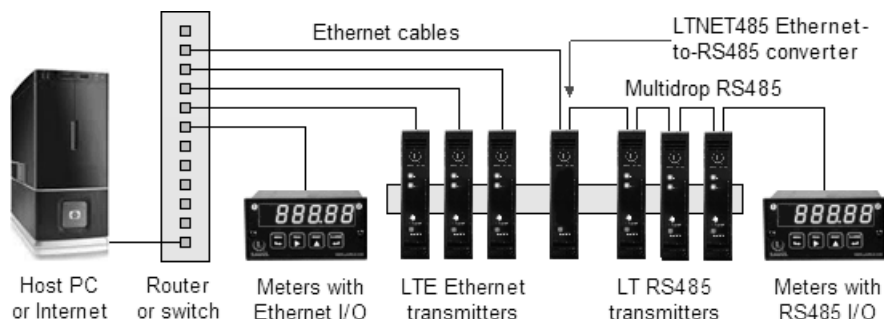 Ethernet cables
LTNET485 Ethernet-
to-RS485 converter
Multidrop RS485
888.88
888.88
Host PC
or Internet
Router
or switch
Meters with
Ethernet I/O
LTE Ethernet
transmitters
LT RS485
transmitters
Meters with
RS485 I/O